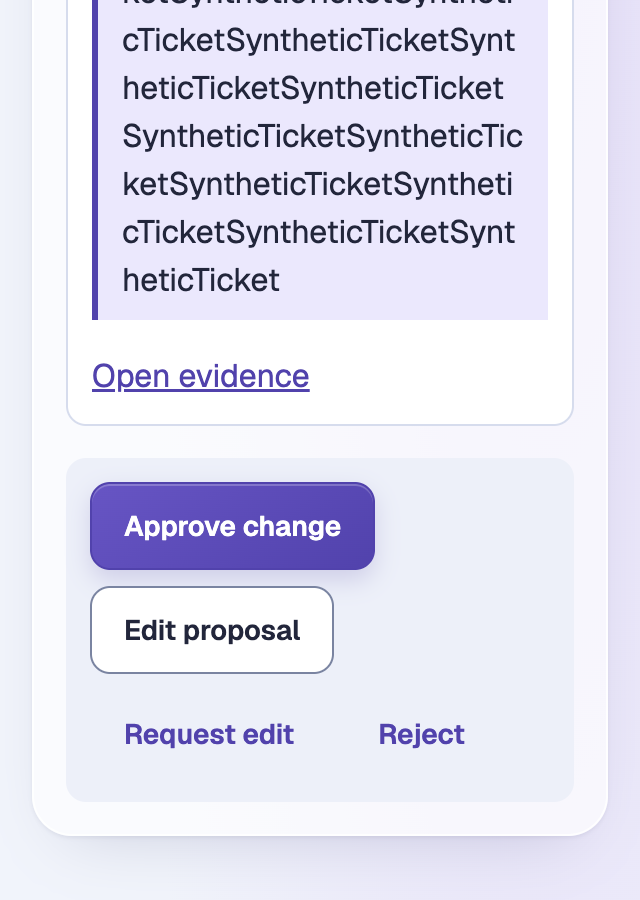 cTicketSyntheticTicketSynt
heticTicketSyntheticTicket
SyntheticTicketSyntheticTic
ketSyntheticTicketSyntheti
cTicketSyntheticTicketSynt
heticTicket
Open evidence
Approve change
Edit proposal
Request edit Reject